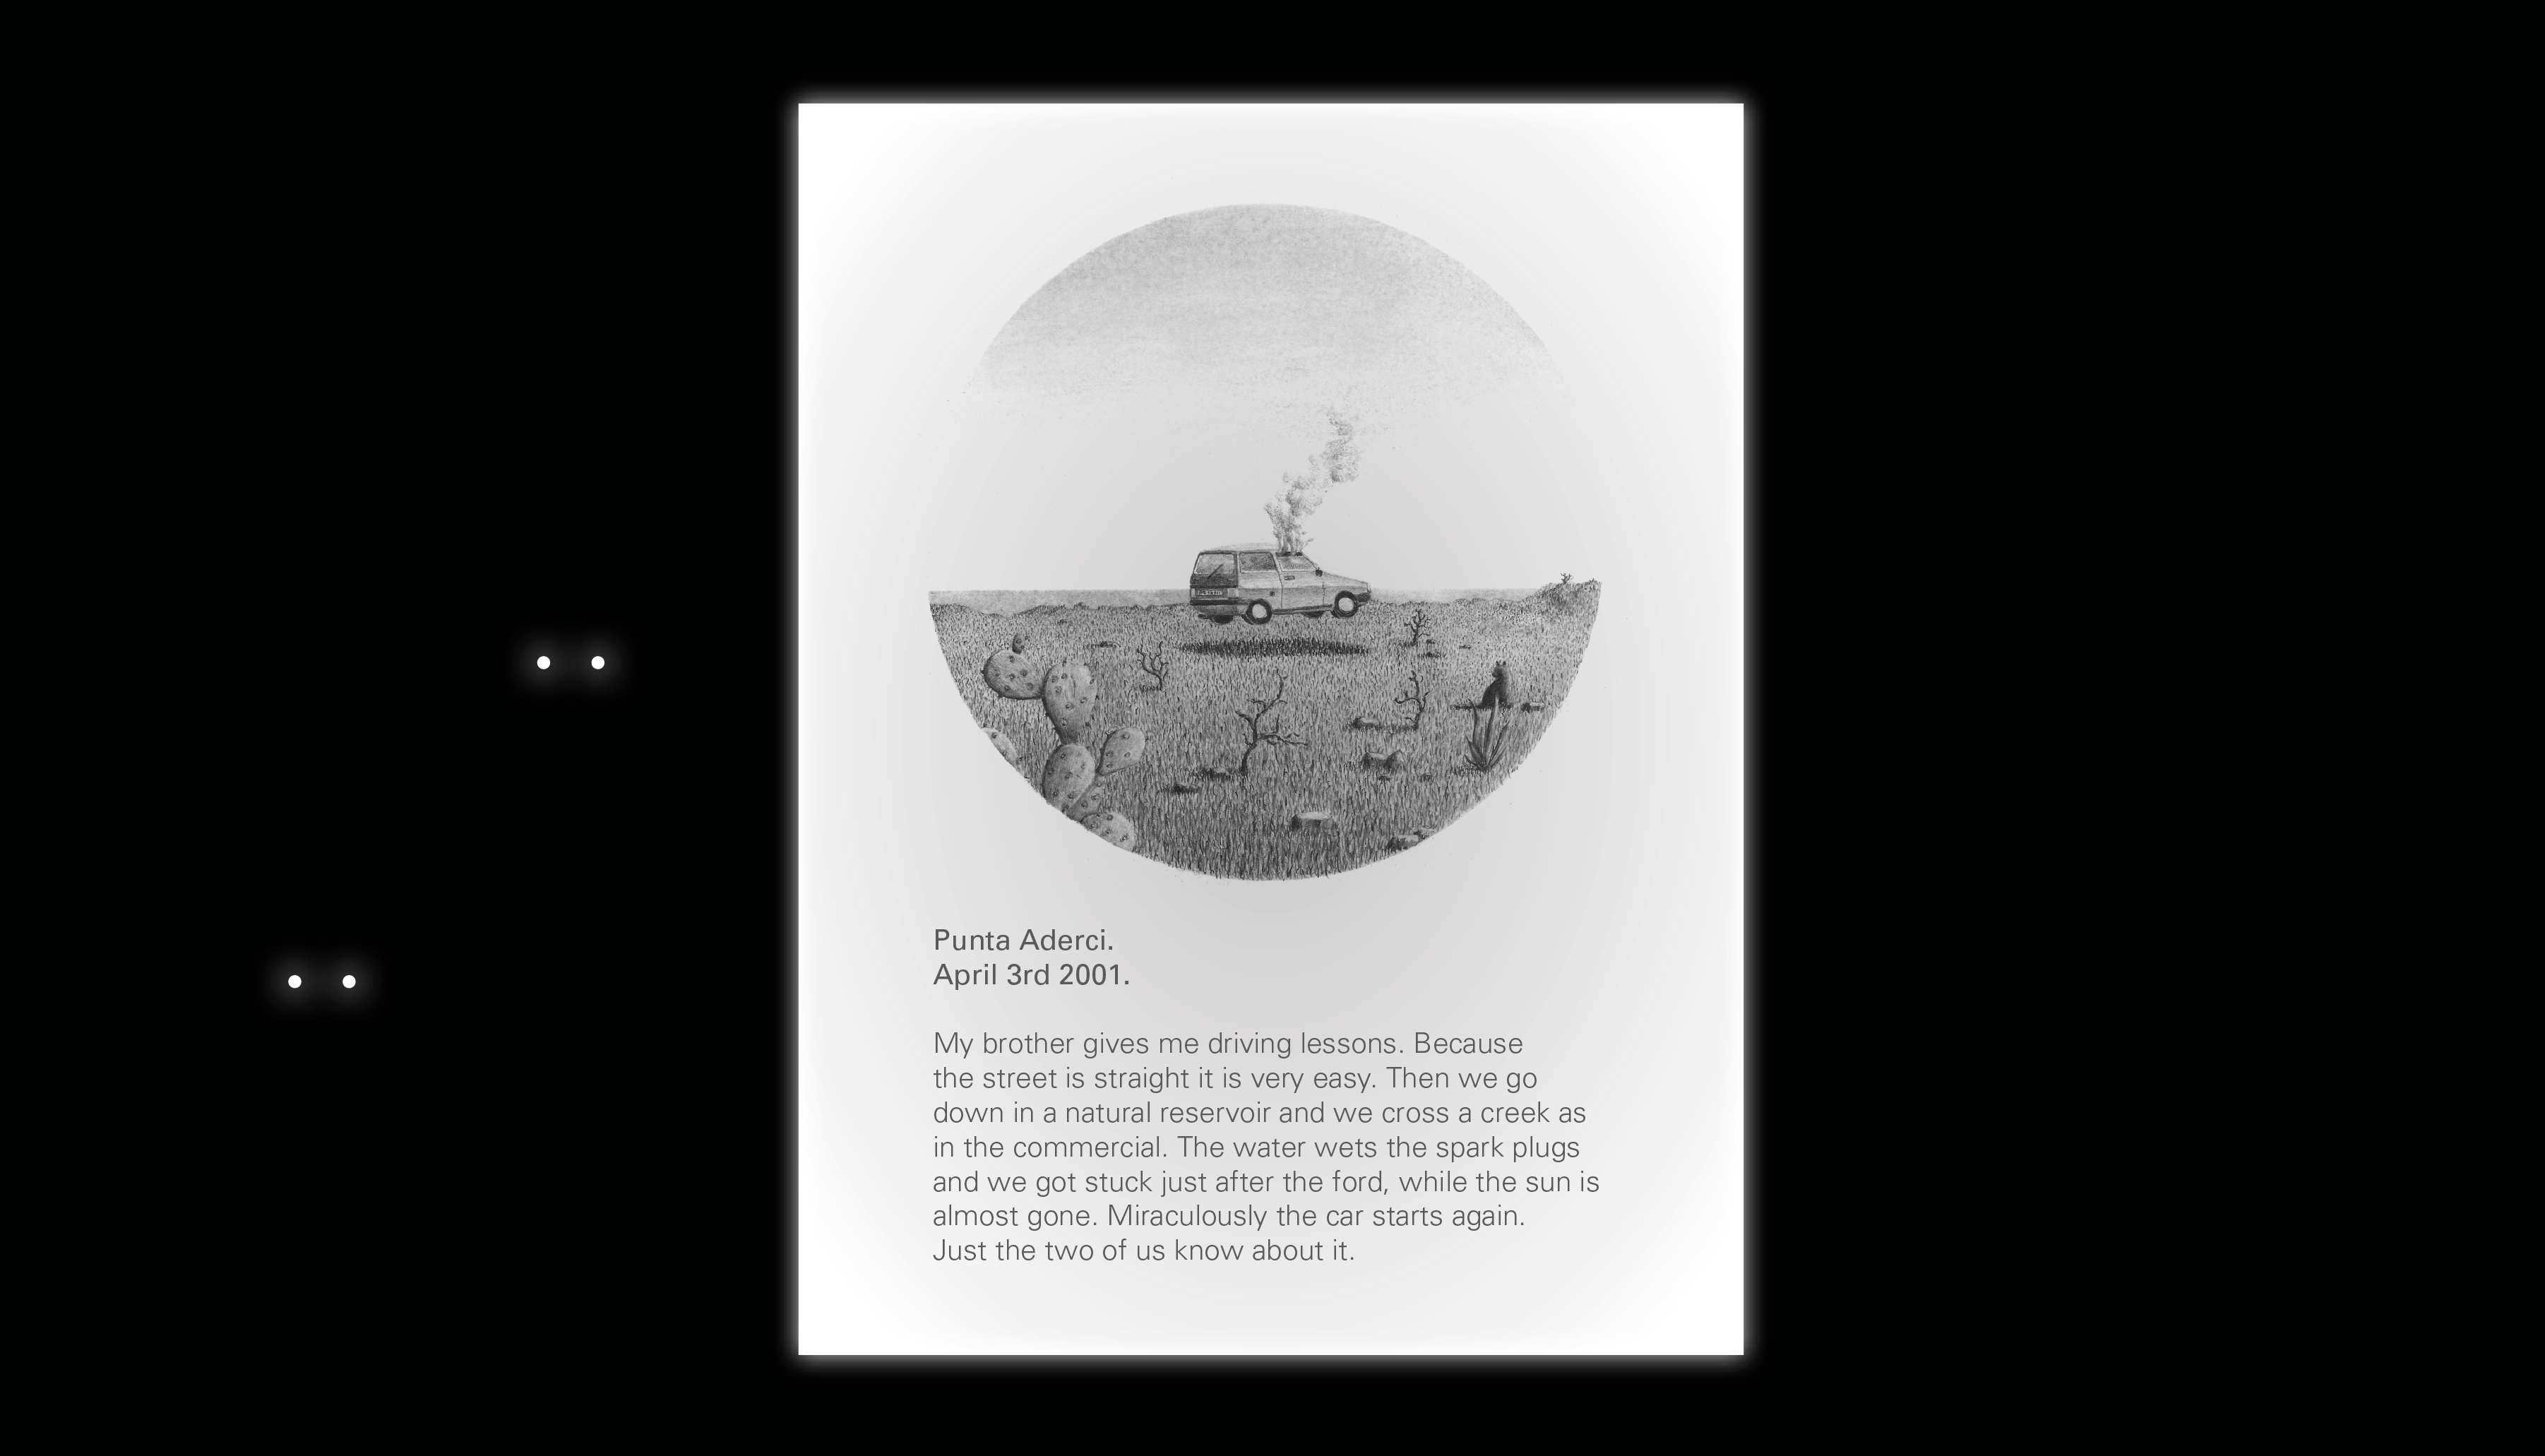 Punta Aderci.
April 3rd 2001.
My brother gives me driving lessons. Because
the street is straight it is very easy. Then we go
down in a natural reservoir and we cross a creek as
in the commercial. The water wets the spark plugs
and we got stuck just after the ford, while the sun is
almost gone. Miraculously the car starts again.
Just the two of us know about it.